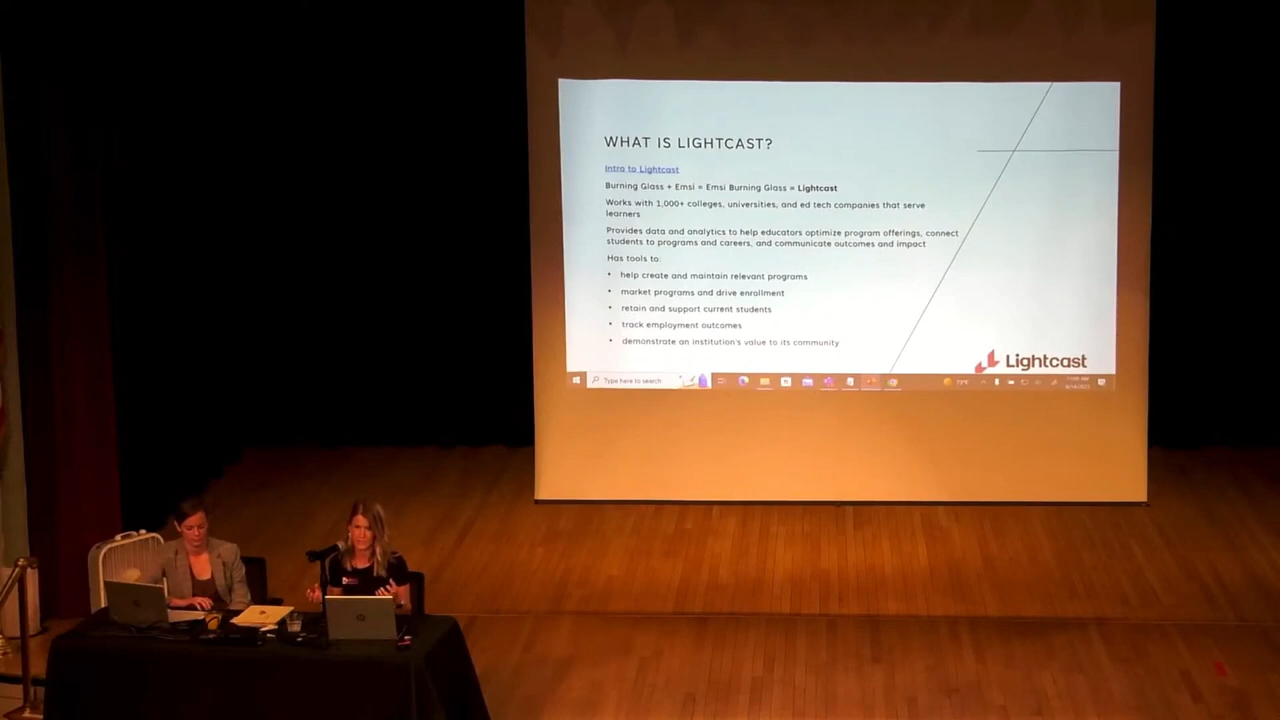 WHAT IS LIGHTCAST?
Intro to Lightcast
Burning Glass + Emsi = Emsi Burning Glass = Lightcast
Works with 1,000+ colleges, universities, and ed tech companies that serve
learners
Provides data and analytics to help educators optimize program offerings, connect
students to programs and careers, and communicate outcomes and impact
Has tools to:
• help create and maintain relevant programs
• market programs and drive enrollment
• retain and support current students
• track employment outcomes
• demonstrate an institution's value to its community
Lightcast
Type here to search
73°F